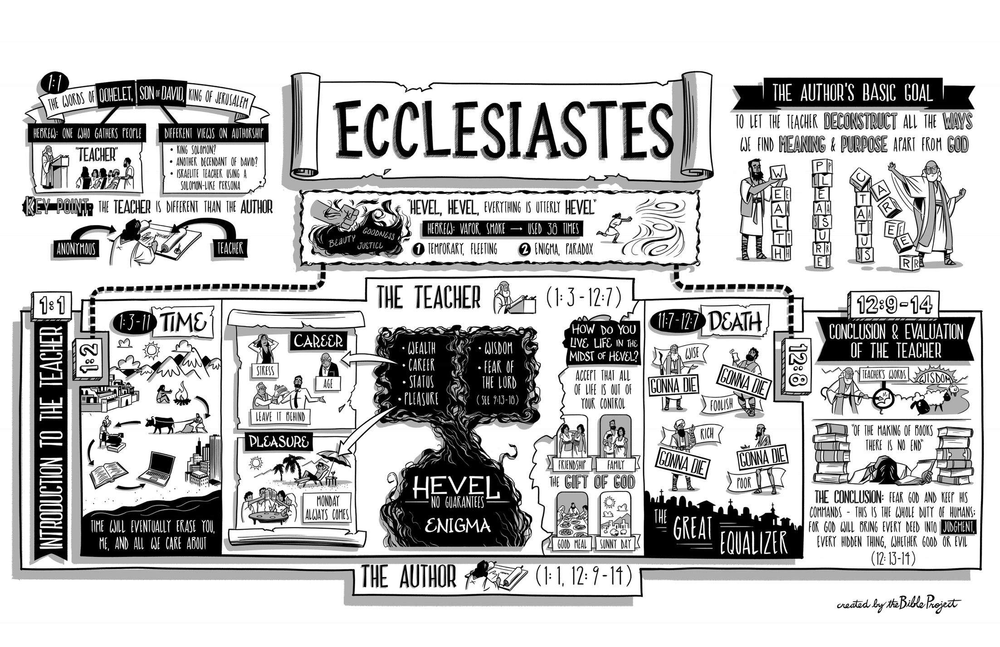 1:1
THE WORDS OF QOHELET, SON OF DAVID, KING OF JERUSALEM
HEBREW: ONE WHO GATHERS PEOPLE
"TEACHER"
DIFFERENT VIEWS ON AUTHORSHIP
• KING SOLOMON?
• ANOTHER DECENDANT OF DAVID?
• ISRAELITE TEACHER USING A
SOLOMON-LIKE PERSONA
KEY POINT: THE TEACHER IS DIFFERENT THAN THE AUTHOR
ANONYMOUS
TEACHER
TEACHER
ECCLESIASTES
BEAUTY
GOODNESS
JUSTICE
"HEVEL, HEVEL, EVERYTHING IS UTTERLY HEVEL"
HEBREW: VAPOR, SMOKE → USED 38 TIMES
1 TEMPORARY, FLEETING
2 ENIGMA, PARADOX
THE AUTHOR'S BASIC GOAL
TO LET THE TEACHER DECONSTRUCT ALL THE WAYS
WE FIND MEANING & PURPOSE APART FROM GOD
WEALTH
PLEASURE
STATUS
CAREER
1:1
INTRODUCTION TO THE TEACHER
1:2
THE TEACHER
(1:3-12:7)
1:3-11
TIME
TIME WILL EVENTUALLY ERASE YOU,
ME, AND ALL WE CARE ABOUT
CAREER
STRESS
AGE
LEAVE IT BEHIND
PLEASURE
MONDAY
ALWAYS COMES
• WEALTH
• CAREER
• STATUS
• PLEASURE
• WISDOM
• FEAR OF
THE LORD
(SEE 9:13-18)
HEVEL
NO GUARANTEES
ENIGMA
HOW DO YOU
LIVE LIFE IN THE
MIDST OF HEVEL?
ACCEPT THAT ALL
OF LIFE IS OUT OF
YOUR CONTROL
FRIENDSHIP
FAMILY
THE GIFT OF GOD
GOOD MEAL
SUNNY DAY
11:7-12:7
DEATH
WISE
GONNA DIE
GONNA DIE
FOOLISH
RICH
GONNA DIE
GONNA DIE
POOR
THE
GREAT
EQUALIZER
12:8
12:9-14
CONCLUSION & EVALUATION
OF THE TEACHER
TEACHER'S WORDS
WISDOM
"OF THE MAKING OF BOOKS
THERE IS NO END"
THE CONCLUSION: FEAR GOD AND KEEP HIS
COMMANDS - THIS IS THE WHOLE DUTY OF HUMANS;
FOR GOD WILL BRING EVERY DEED INTO JUDGMENT,
EVERY HIDDEN THING, WHETHER GOOD OR EVIL
(12:13-14)
THE AUTHOR
(1:1, 12:9-14)
created by the Bible Project